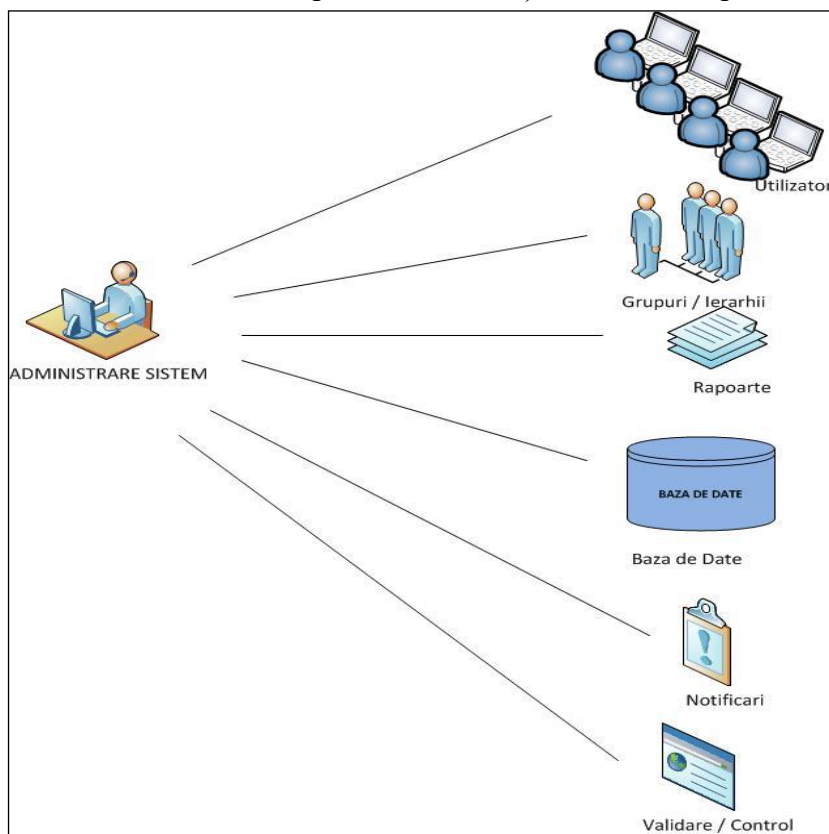 Utilizator
Grupuri / Ierarhii
ADMINISTRARE SISTEM
Rapoarte
BAZA DE DATE
Baza de Date
Notificari
Validare / Control